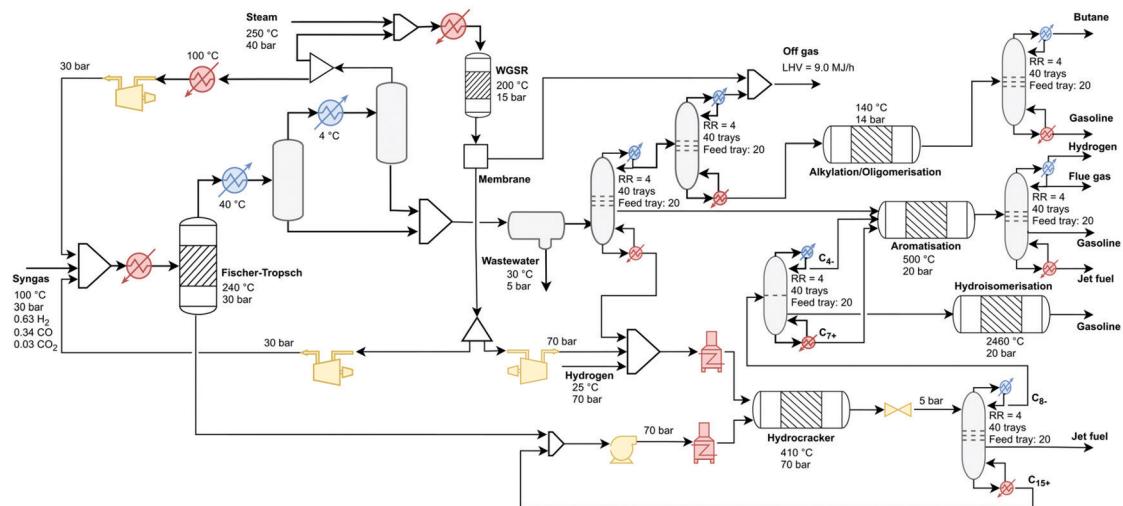 Steam
250 °C
40 bar
30 bar
100 °C
WGSR
200 °C
15 bar
4 °C
40 °C
Membrane
Off gas
LHV = 9.0 MJ/h
RR = 4
40 trays
Feed tray: 20
140 °C
14 bar
Alkylation/Oligomerisation
Butane
RR = 4
40 trays
Feed tray: 20
Gasoline
Syngas
100 °C
30 bar
0.63 H₂
0.34 CO
0.03 CO₂
Fischer-Tropsch
240 °C
30 bar
Wastewater
30 °C
5 bar
RR = 4
40 trays
Feed tray: 20
Aromatisation
500 °C
20 bar
Hydrogen
Flue gas
RR = 4
40 trays
Feed tray: 20
Gasoline
Jet fuel
C₄₋
RR = 4
40 trays
Feed tray: 20
C₇₊
Hydroisomerisation
2460 °C
20 bar
Gasoline
30 bar
70 bar
Hydrogen
25 °C
70 bar
70 bar
Hydrocracker
410 °C
70 bar
5 bar
C₈₋
RR = 4
40 trays
Feed tray: 20
Jet fuel
C₁₅₊